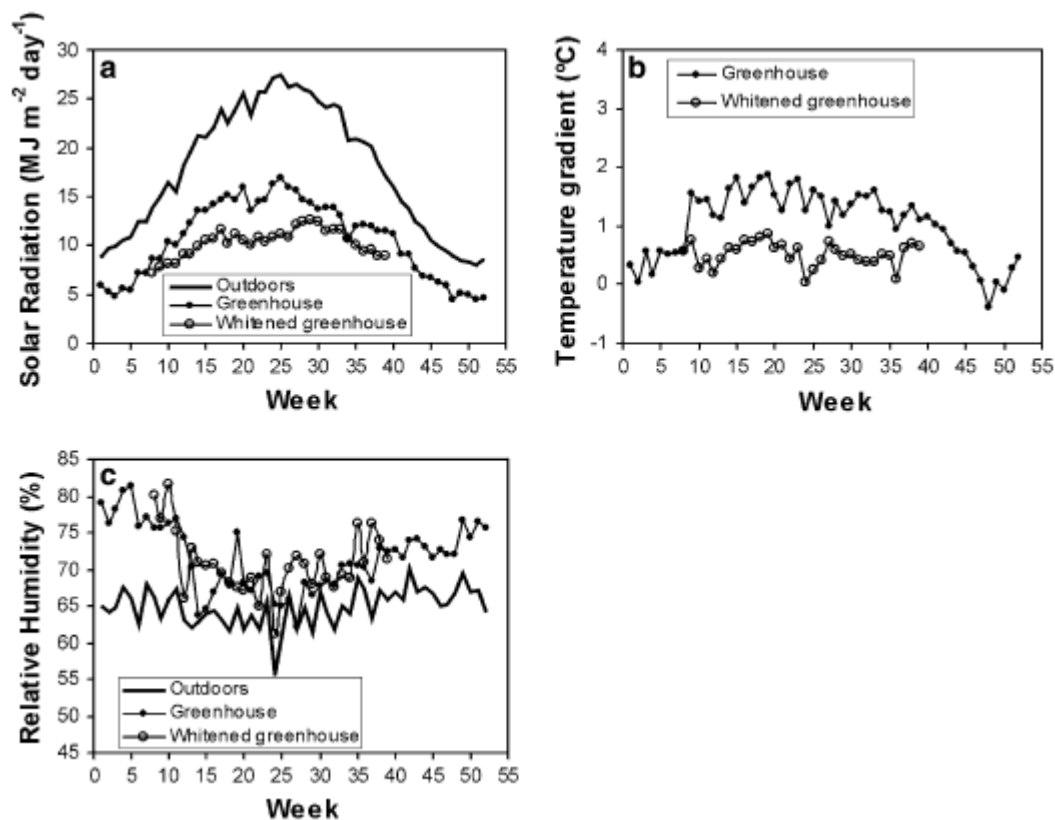 a
Solar Radiation (MJ m-2 day-1)
30
25
20
15
10
5
0
Outdoors
Greenhouse
Whitened greenhouse
0 5 10 15 20 25 30 35 40 45 50 55
Week
b
Temperature gradient (ºC)
4
3
2
1
0
-1
Greenhouse
Whitened greenhouse
0 5 10 15 20 25 30 35 40 45 50 55
Week
c
Relative Humidity (%)
85
80
75
70
65
60
55
50
45
Outdoors
Greenhouse
Whitened greenhouse
0 5 10 15 20 25 30 35 40 45 50 55
Week